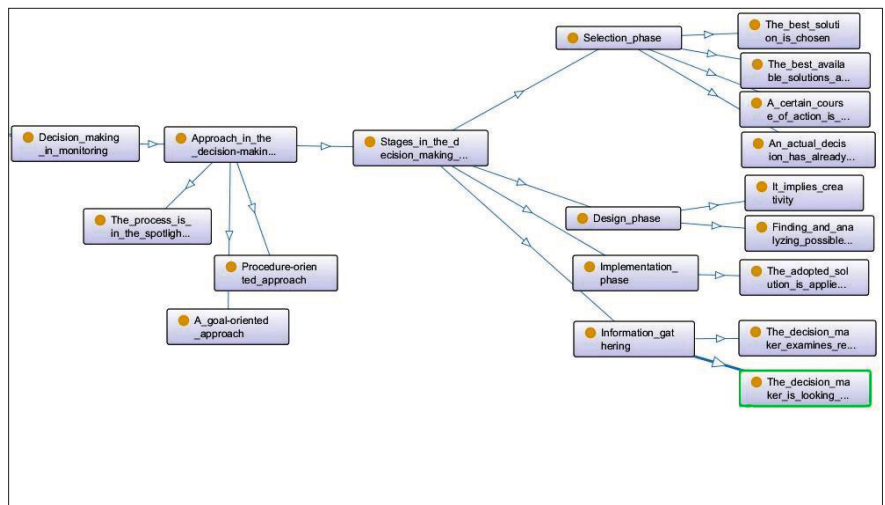 Decision_making
_in_monitoring
Approach_in_the
_decision-makin...
The_process_is_
in_the_spotligh...
Procedure-orien
ted_approach
A_goal-oriented
_approach
Stages_in_the_d
ecision_making_...
Selection_phase
The_best_soluti
on_is_chosen
The_best_availa
ble_solutions_a...
A_certain_cours
e_of_action_is_...
An_actual_decis
ion_has_already...
Design_phase
It_implies_crea
tivity
Finding_and_ana
lyzing_possible...
Implementation_
phase
The_adopted_sol
ution_is_applie...
Information_gat
hering
The_decision_ma
ker_examines_re...
The_decision_ma
ker_is_looking_...